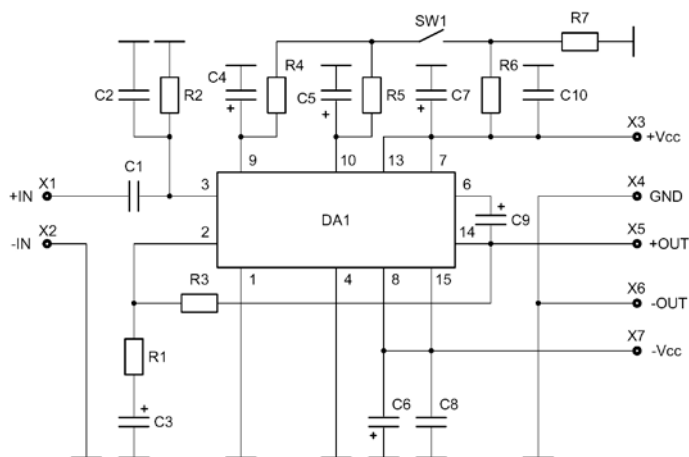 SW1
R7
C4
R4
C2
R2
C5
R5
C7
R6
C10
+
+
+
X3
+Vcc
C1
9
10
13
7
X1
+IN
3
6
X4
GND
+
C9
DA1
X2
-IN
2
14
X5
+OUT
R3
1
4
8
15
X6
-OUT
R1
X7
-Vcc
+
C3
C6
C8
+